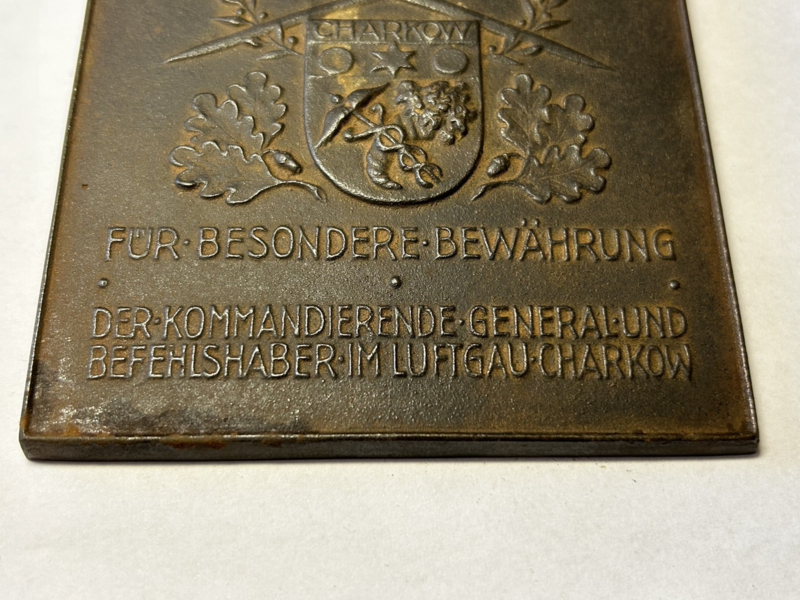 CHARKOW
FÜR·BESONDERE·BEWÄHRUNG
DER·KOMMANDIERENDE·GENERAL·UND
BEFEHLSHABER·IM LUFTGAU·CHARKOW